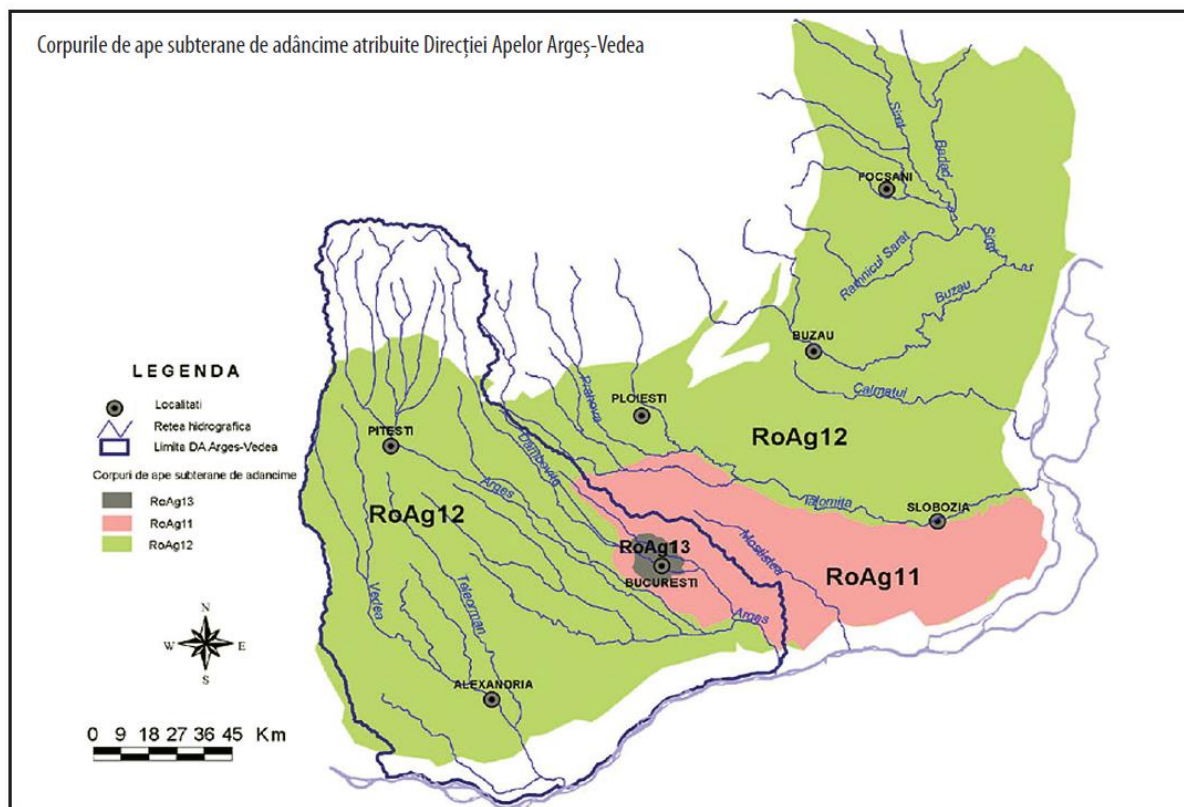 Corpurile de ape subterane de adâncime atribuite Direcției Apelor Argeș-Vedea
Siret
Barlad
FOCSANI
Siret
Ramnicul Sarat
Buzau
BUZAU
Calmatui
PLOIESTI
Prahova
RoAg12
Ialomita
SLOBOZIA
PITESTI
Dambovita
Arges
RoAg12
RoAg13
BUCURESTI
Mostistea
RoAg11
Arges
Vedea
Teleorman
ALEXANDRIA
LEGENDA
Localitati
Retea hidrografica
Limita DA Arges-Vedea
Corpuri de ape subterane de adancime
RoAg13
RoAg11
RoAg12
N
W E
S
0 9 18 27 36 45 Km